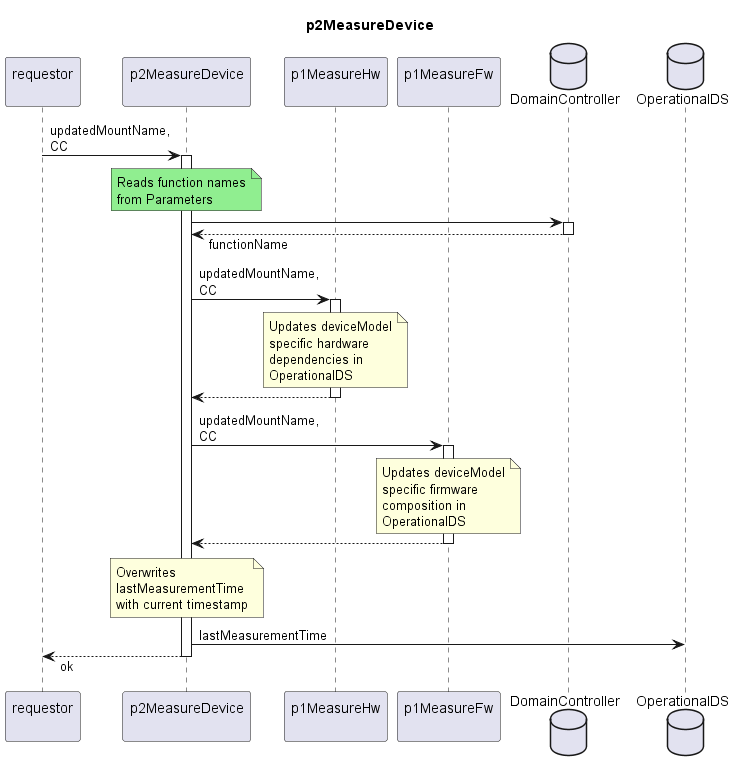 p2MeasureDevice
requestor
p2MeasureDevice
p1MeasureHw
p1MeasureFw
DomainController
OperationalDS
updatedMountName,
CC
Reads function names
from Parameters
functionName
updatedMountName,
CC
Updates deviceModel
specific hardware
dependencies in
OperationalDS
updatedMountName,
CC
Updates deviceModel
specific firmware
composition in
OperationalDS
Overwrites
lastMeasurementTime
with current timestamp
lastMeasurementTime
ok
requestor
p2MeasureDevice
p1MeasureHw
p1MeasureFw
DomainController
OperationalDS